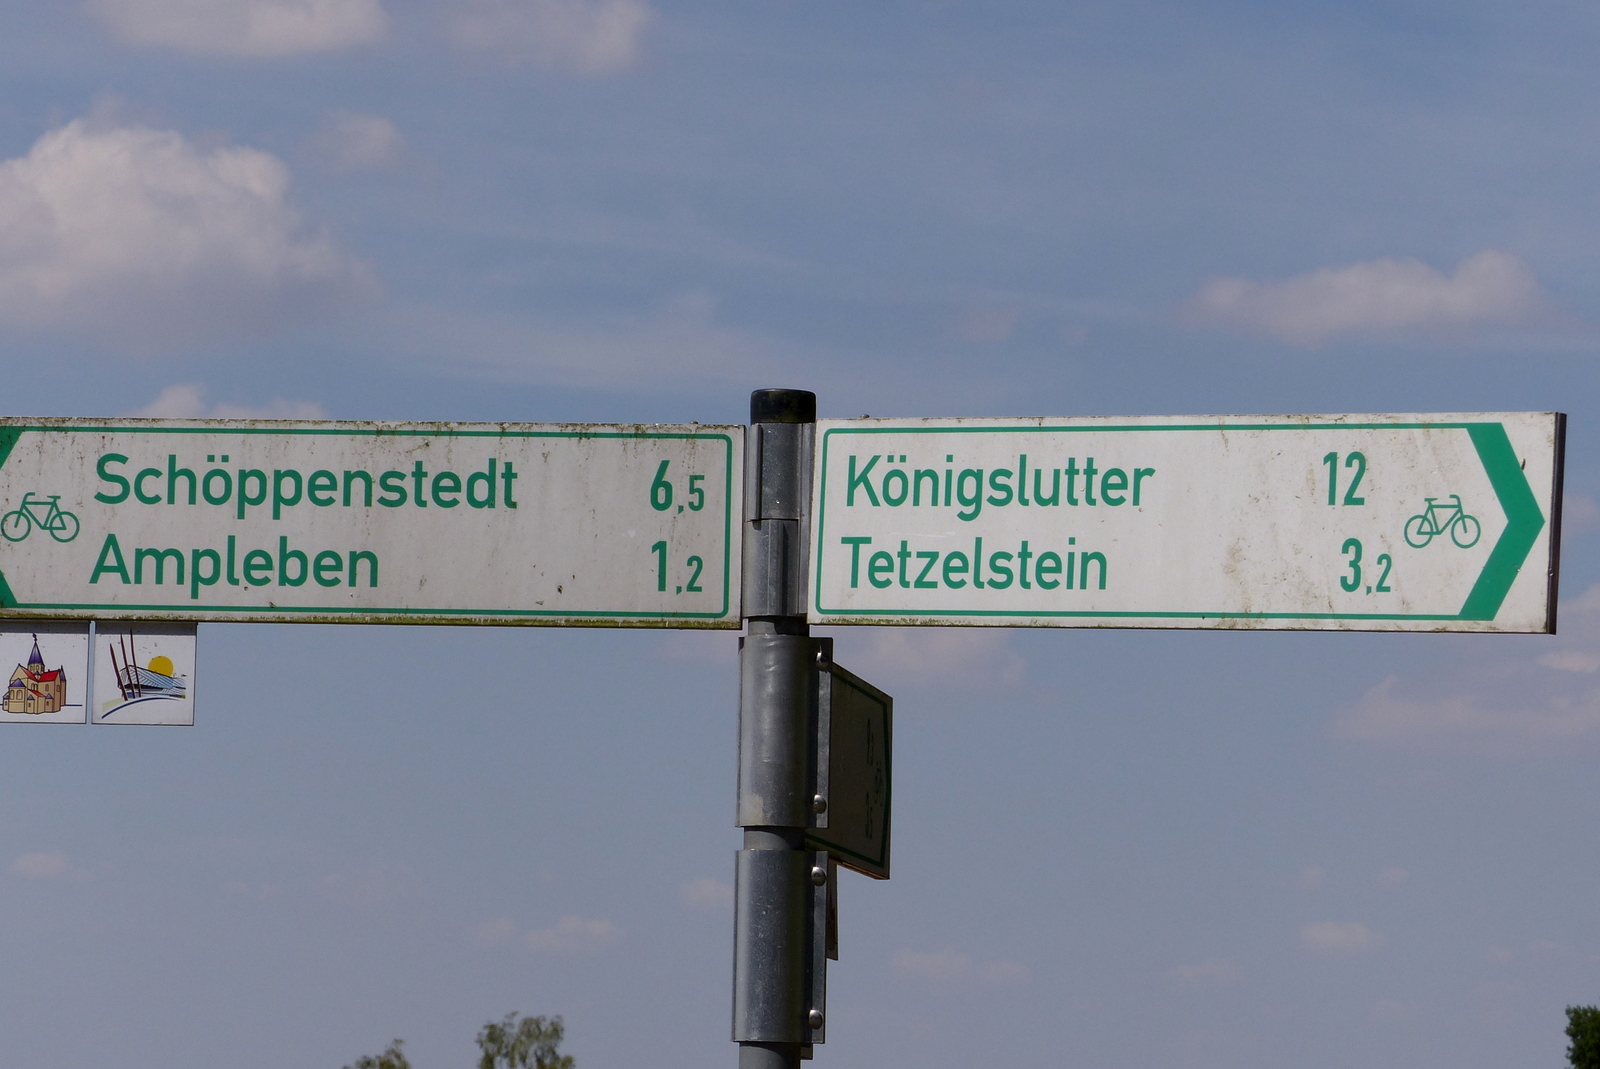 Schöppenstedt 6,5
Ampleben 1,2
Königslutter 12
Tetzelstein 3,2